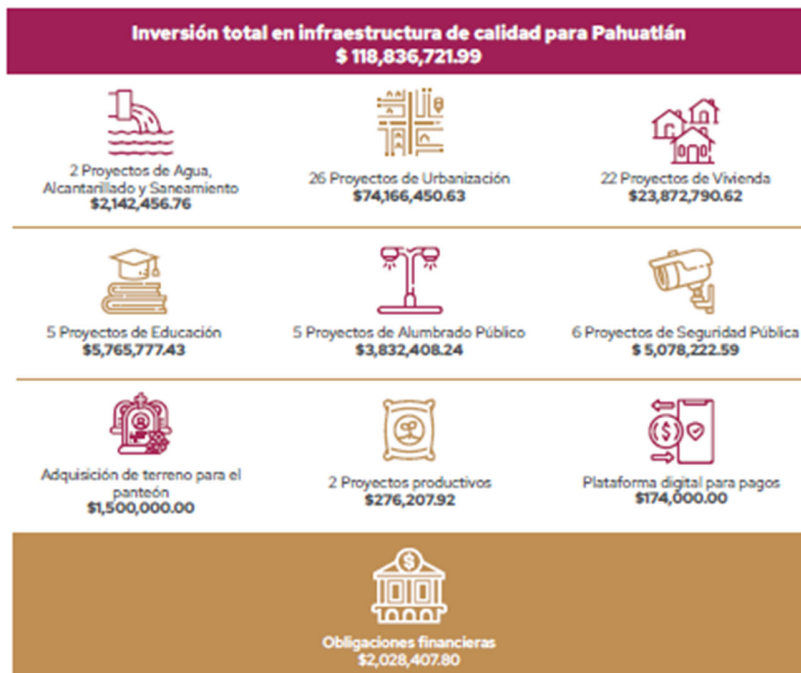 Inversión total en infraestructura de calidad para Pahuatlán
$ 118,836,721.99
2 Proyectos de Agua,
Alcantarillado y Saneamiento
$2,142,456.76
26 Proyectos de Urbanización
$74,166,450.63
22 Proyectos de Vivienda
$23,872,790.62
5 Proyectos de Educación
$5,765,777.43
5 Proyectos de Alumbrado Público
$3,832,408.24
6 Proyectos de Seguridad Pública
$ 5,078,222.59
Adquisición de terreno para el
panteón
$1,500,000.00
2 Proyectos productivos
$276,207.92
Plataforma digital para pagos
$174,000.00
Obligaciones financieras
$2,028,407.80